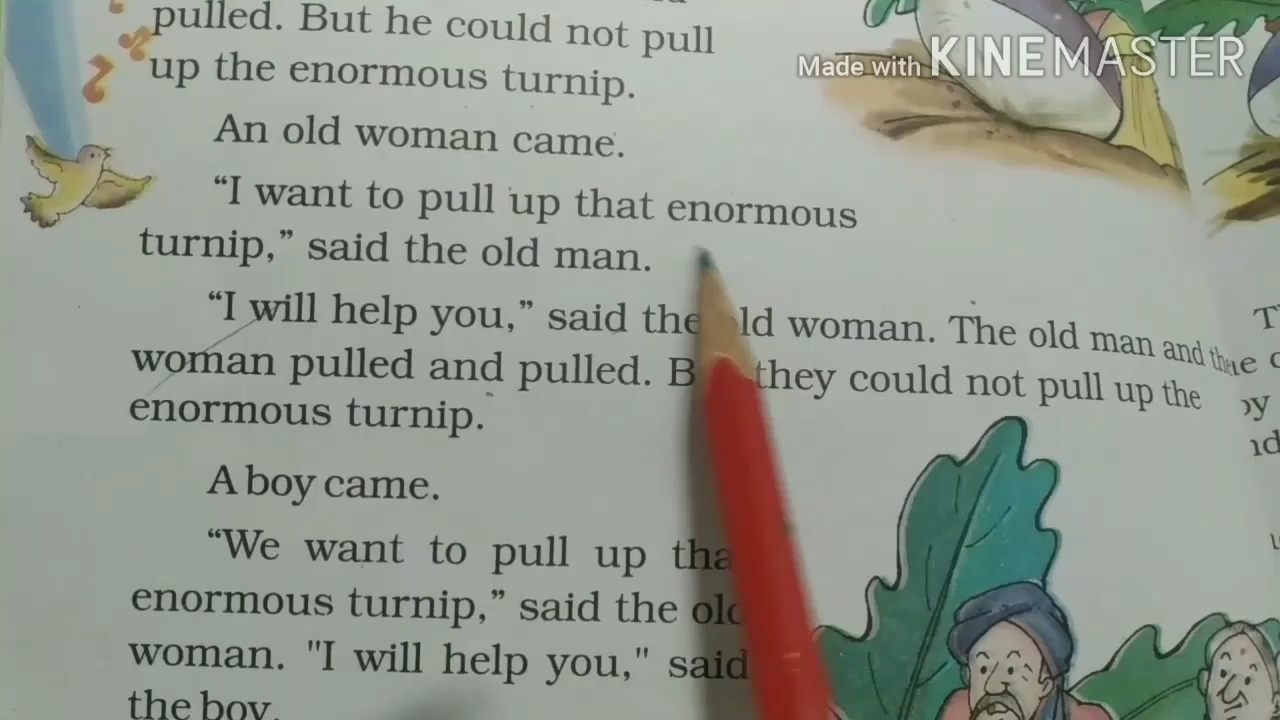 pulled. But he could not pull
up the enormous turnip.
Made with KINEMASTER
An old woman came.
“I want to pull up that enormous
turnip,” said the old man.
“I will help you,” said the old woman. The old man and the
woman pulled and pulled. But they could not pull up the
enormous turnip.
A boy came.
“We want to pull up that
enormous turnip,” said the old
woman. "I will help you," said
the boy.